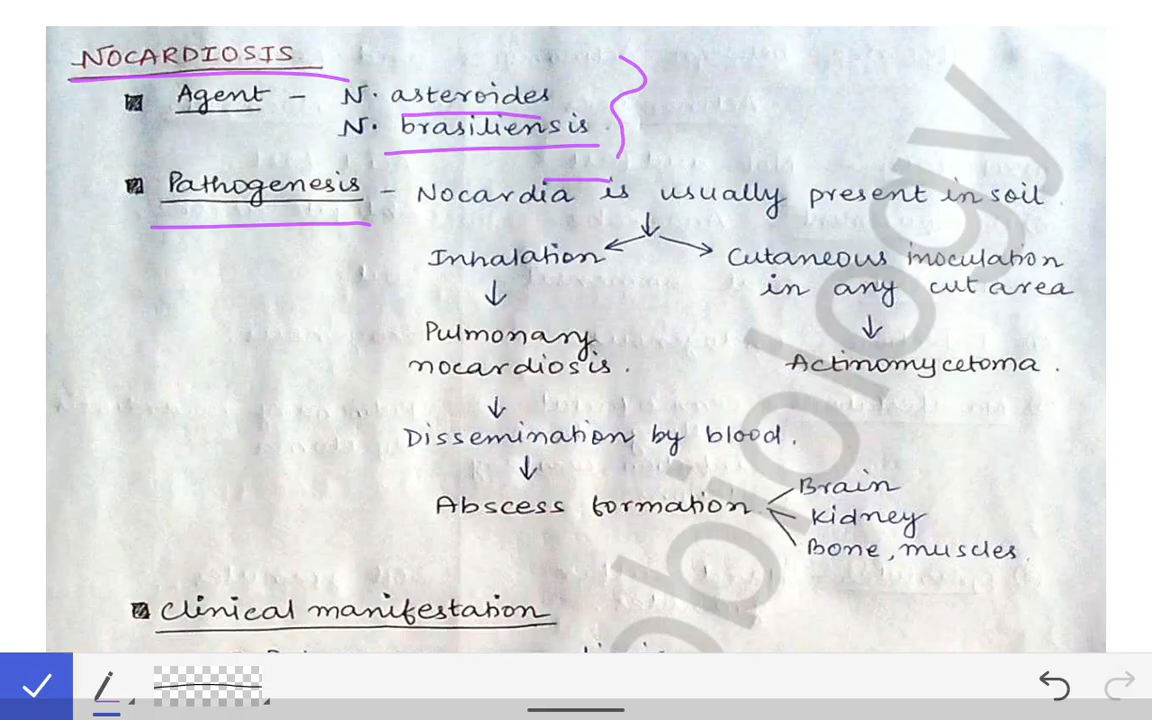 NOCARDIOSIS
Agent - N. asteroides
N. brasiliensis
Pathogenesis - Nocardia is usually present in soil.
Inhalation
Cutaneous inoculation
in any cut area
Pulmonary
nocardiosis.
Actinomycetoma.
Dissemination by blood.
Abscess formation
Brain
Kidney
Bone, muscles.
Clinical manifestation
obiology